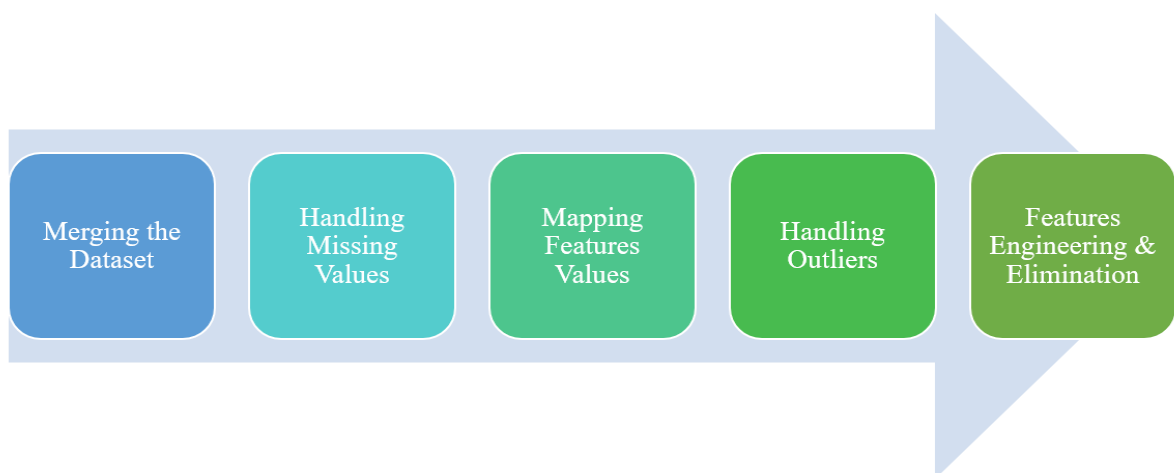 Merging the
Dataset
Handling
Missing
Values
Mapping
Features
Values
Handling
Outliers
Features
Engineering &
Elimination